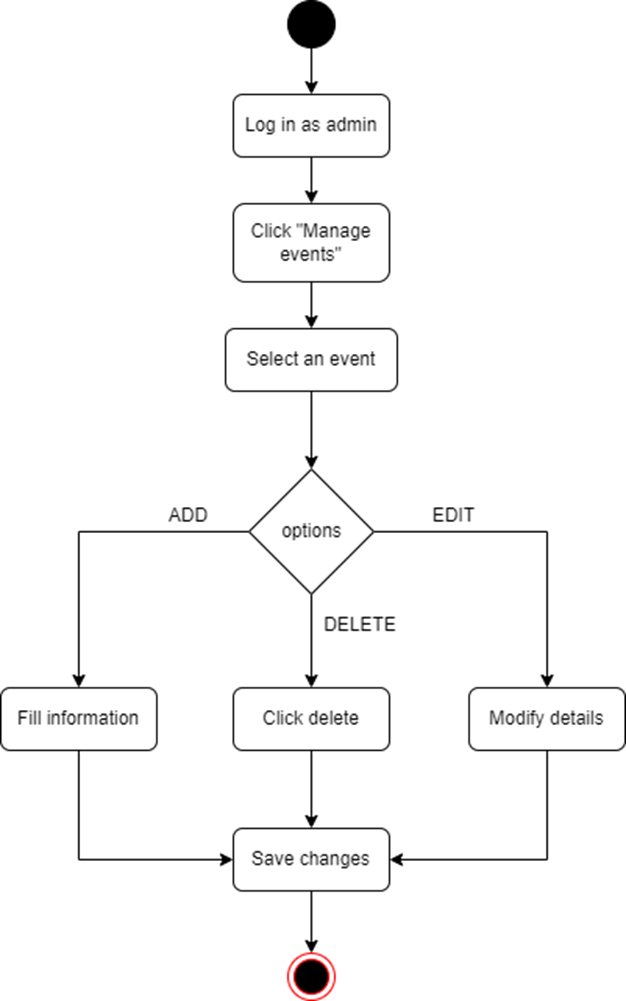 Log in as admin
Click "Manage
events"
Select an event
ADD
options
EDIT
DELETE
Fill information
Click delete
Modify details
Save changes